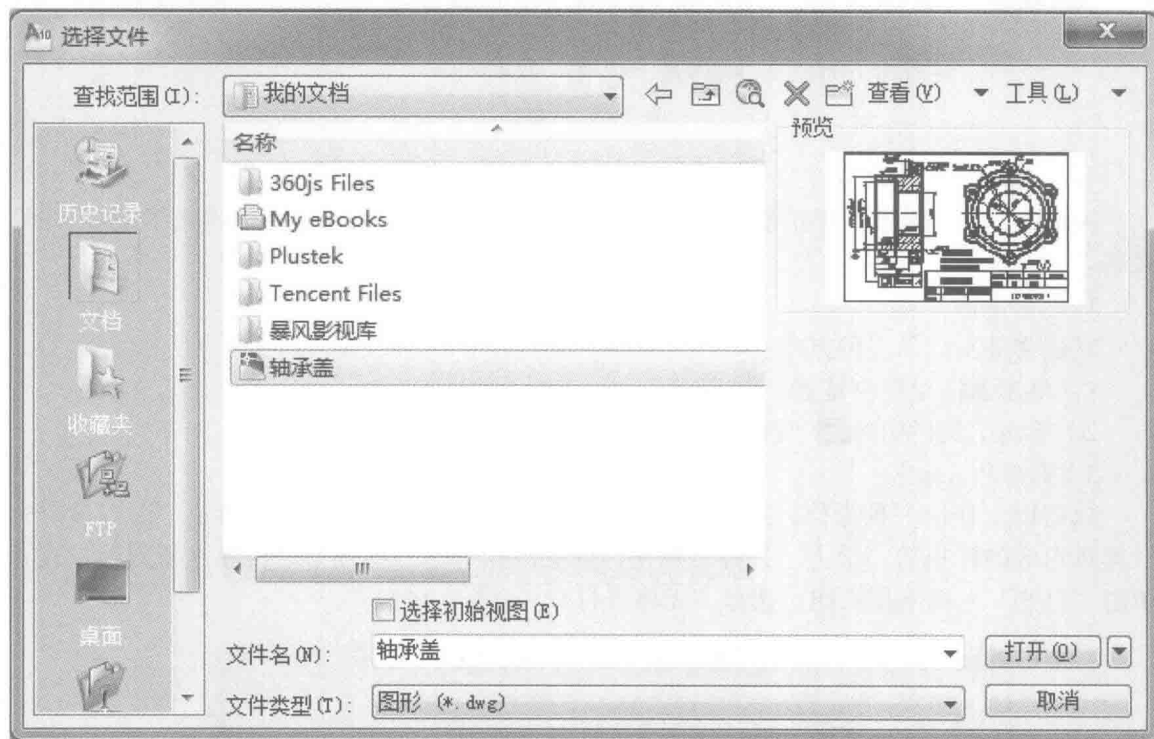 选择文件
查找范围(I): 我的文档 查看(V) 工具(L)
名称
预览
360js Files
My eBooks
Plustek
Tencent Files
暴风影视库
轴承盖
历史记录
文档
收藏夹
FTP
桌面
选择初始视图(E)
文件名(N): 轴承盖 打开(O)
文件类型(T): 图形 (*.dwg) 取消